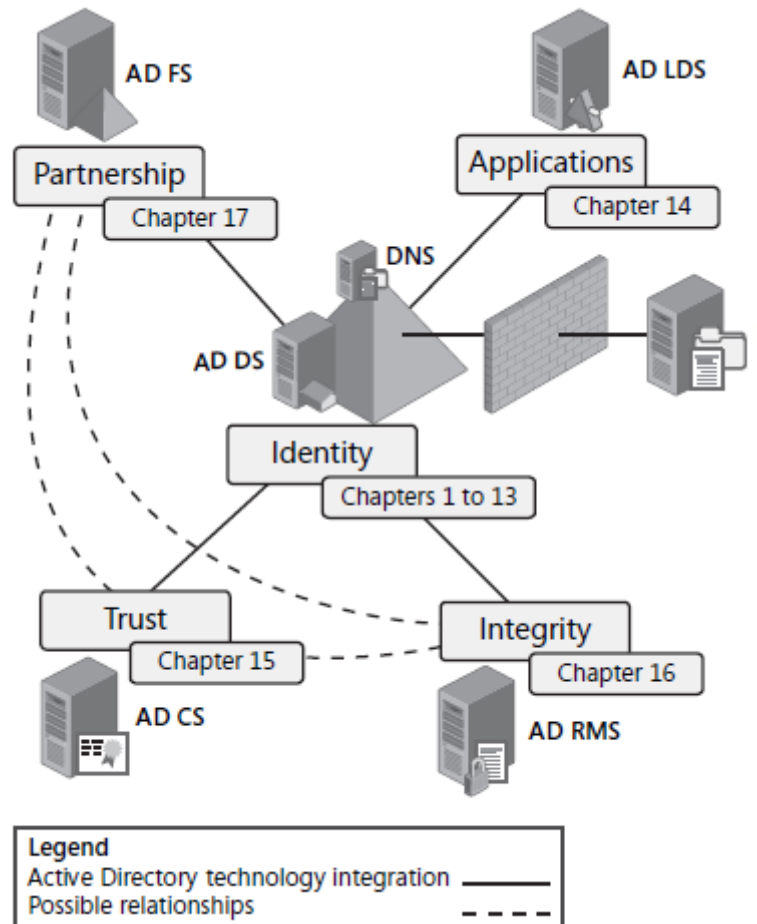 AD FS
AD LDS
Partnership
Chapter 17
Applications
Chapter 14
DNS
AD DS
Identity
Chapters 1 to 13
Trust
Chapter 15
AD CS
Integrity
Chapter 16
AD RMS
Legend
Active Directory technology integration
Possible relationships